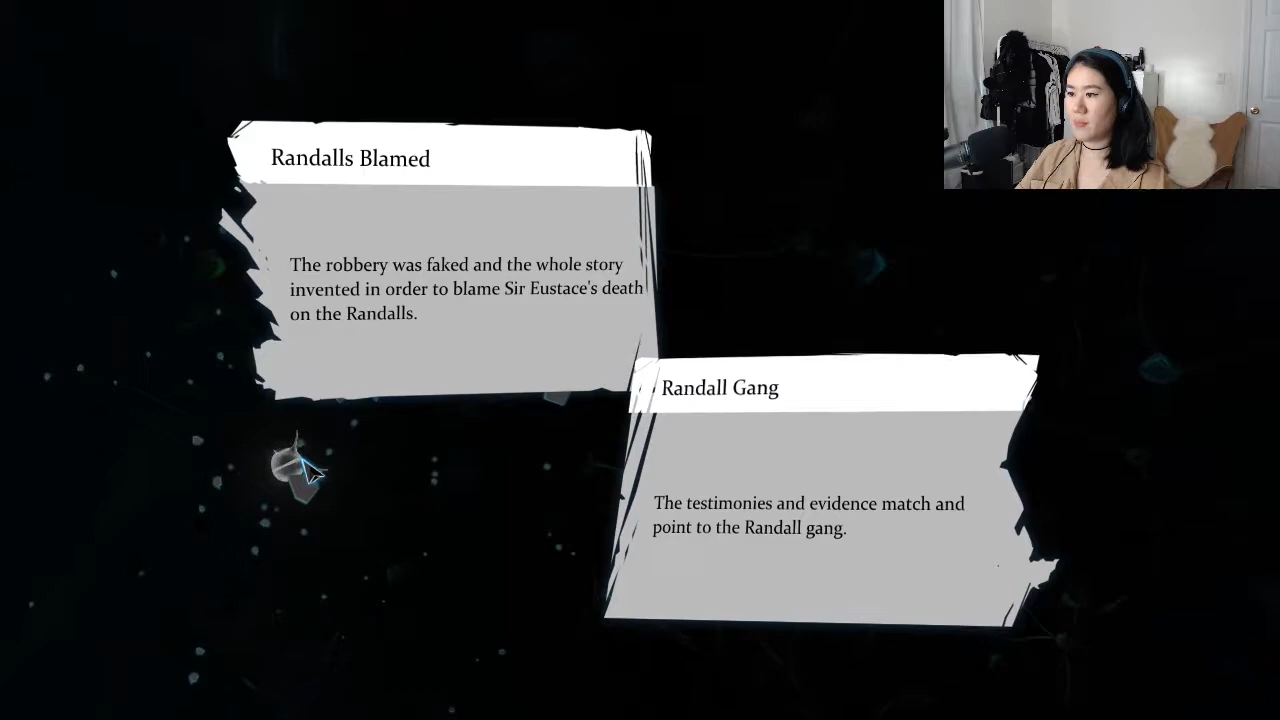 Randalls Blamed
The robbery was faked and the whole story
invented in order to blame Sir Eustace's death
on the Randalls.
Randall Gang
The testimonies and evidence match and
point to the Randall gang.